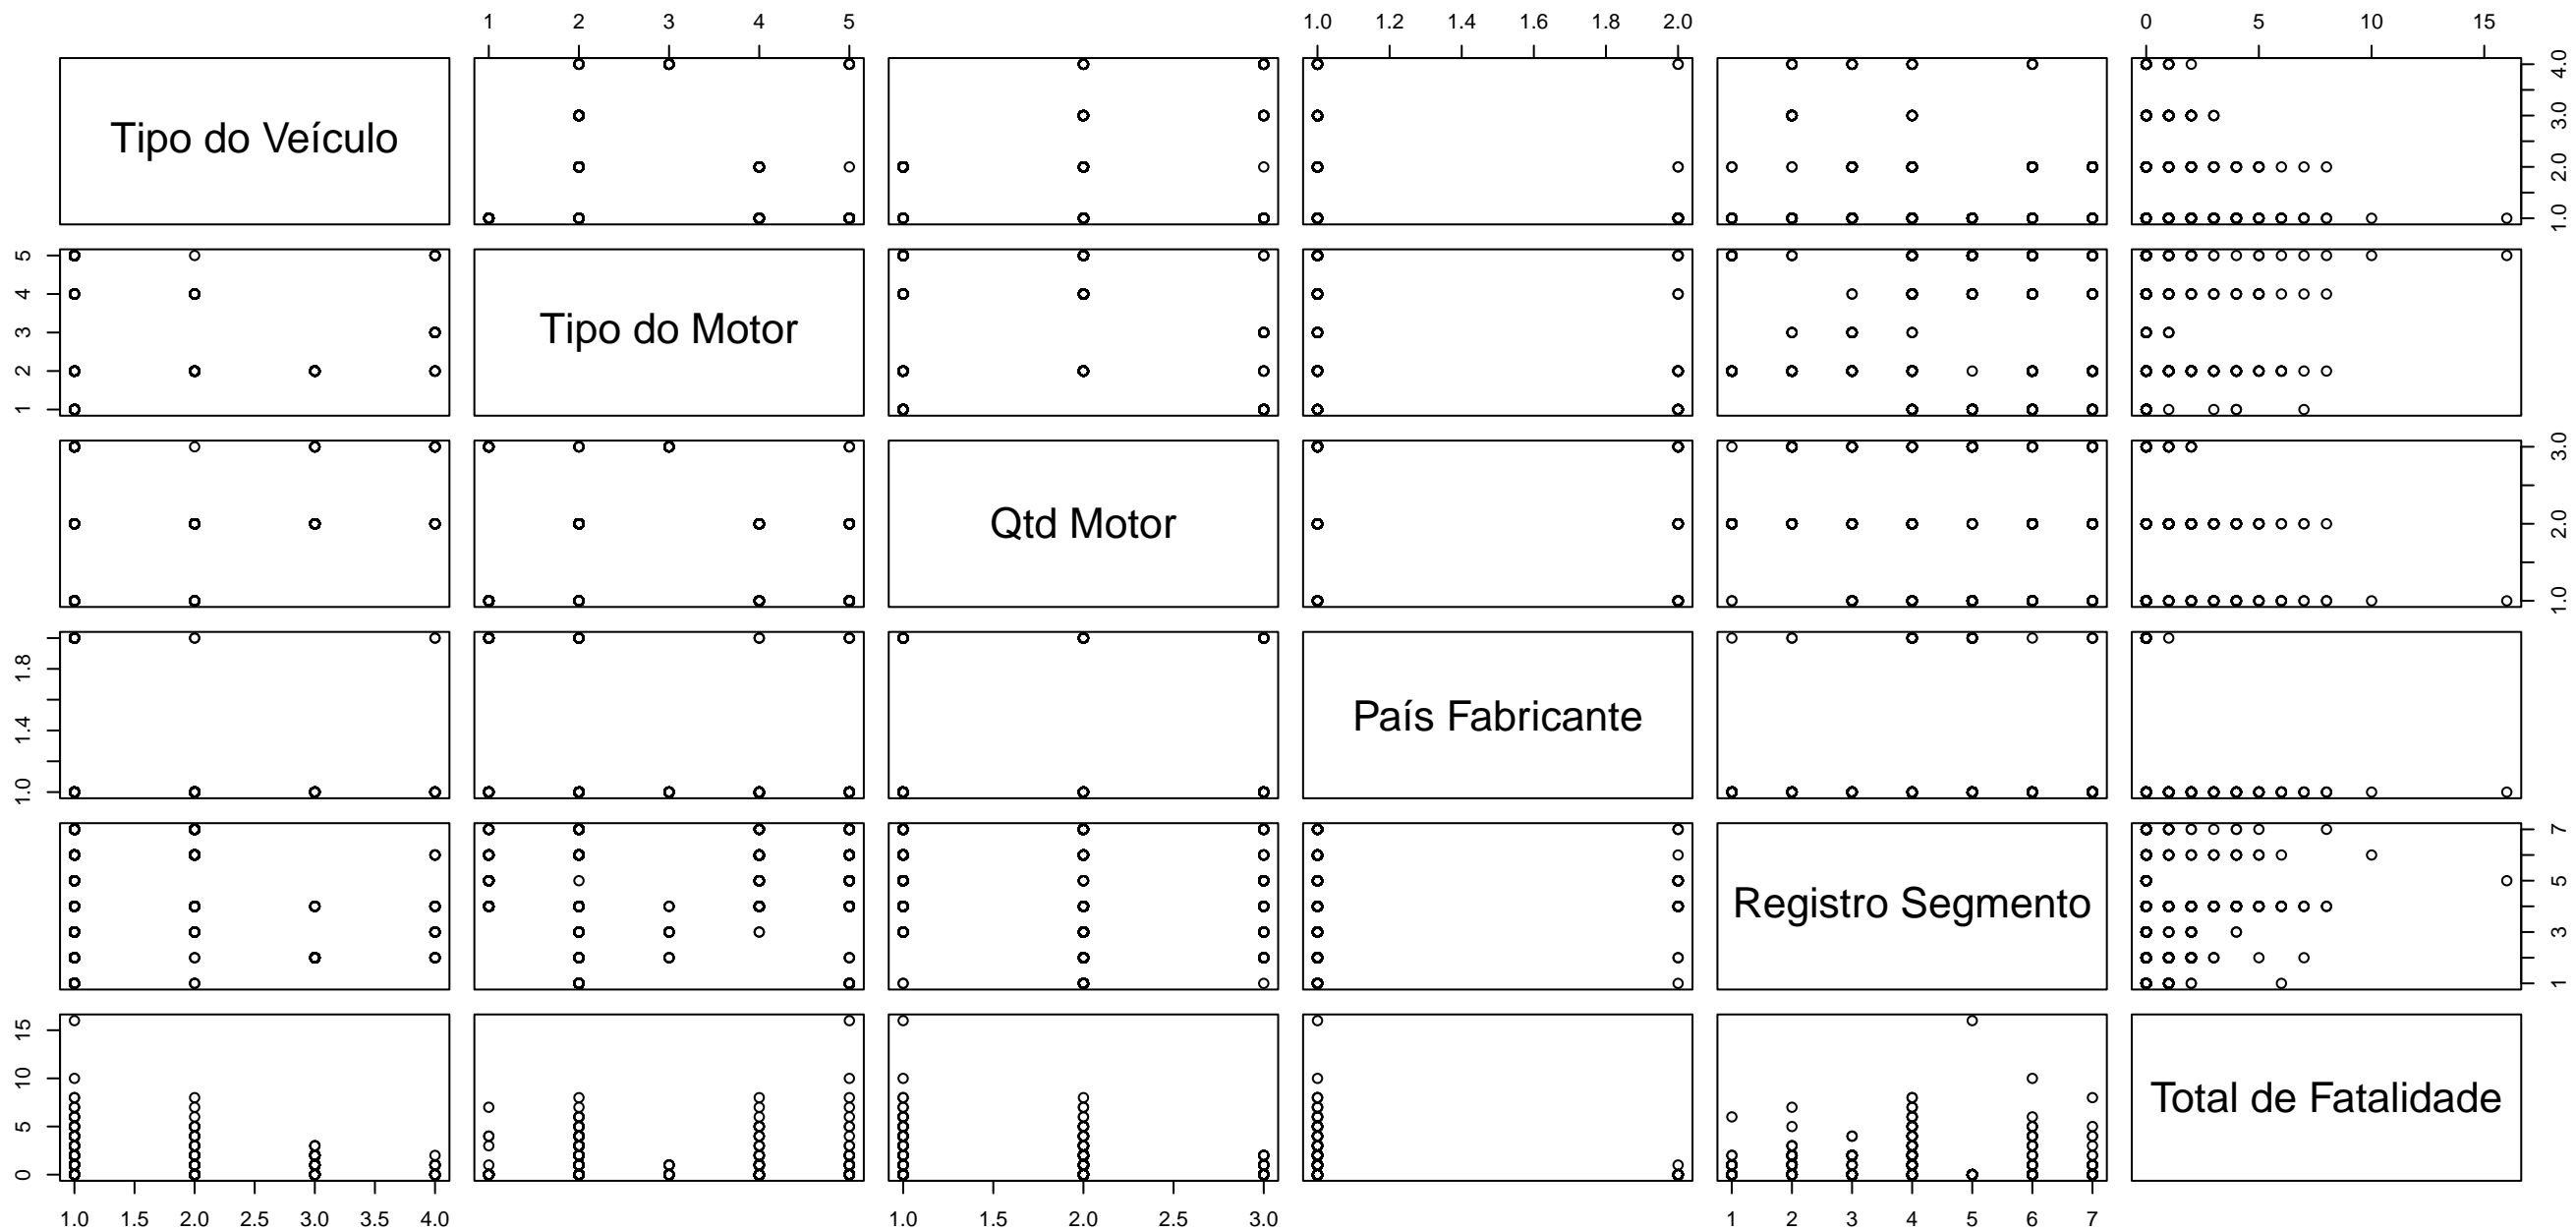 1 2 3 4 5 1.0 1.2 1.4 1.6 1.8 2.0 0 5 10 15
Tipo do Veículo 1.0 2.0 3.0 4.0
1 2 3 4 5 Tipo do Motor
Qtd Motor 1.0 2.0 3.0
1.0 1.4 1.8 País Fabricante
Registro Segmento 1 3 5 7
0 5 10 15 Total de Fatalidade
1.0 1.5 2.0 2.5 3.0 3.5 4.0 1.0 1.5 2.0 2.5 3.0 1 2 3 4 5 6 7